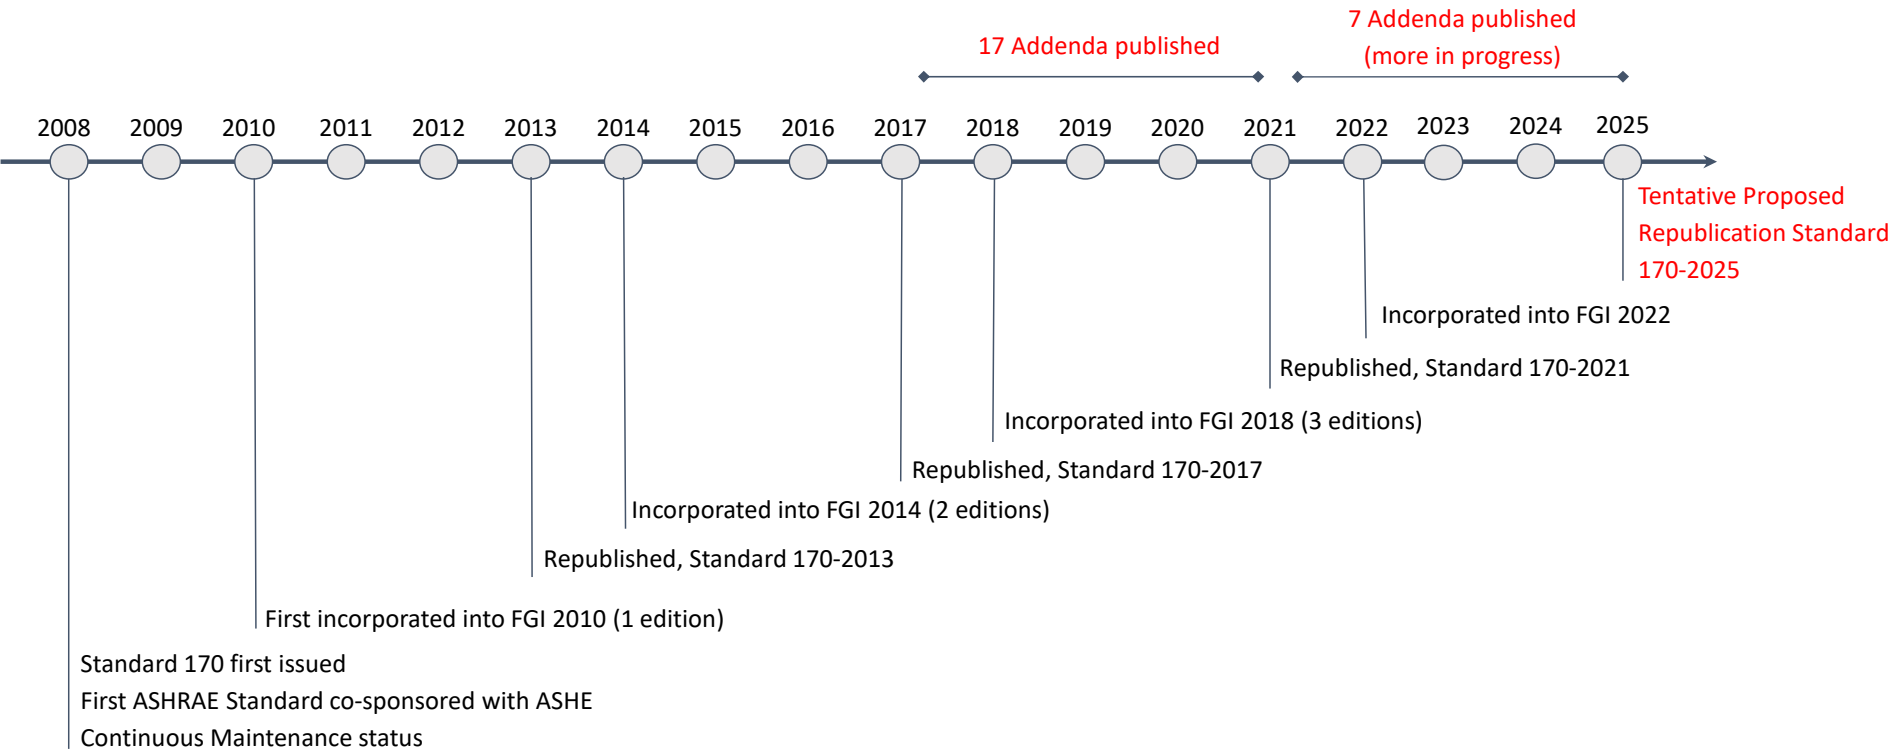 7 Addenda published
17 Addenda published
(more in progress)
2008 2009 2010 2011 2012 2013 2014 2015 2016 2017 2018 2019 2020 2021 2022 2023 2024 2025
Tentative Proposed
Republication Standard
170-2025
Incorporated into FGI 2022
Republished, Standard 170-2021
Incorporated into FGI 2018 (3 editions)
Republished, Standard 170-2017
Incorporated into FGI 2014 (2 editions)
Republished, Standard 170-2013
First incorporated into FGI 2010 (1 edition)
Standard 170 first issued
First ASHRAE Standard co-sponsored with ASHE
Continuous Maintenance status